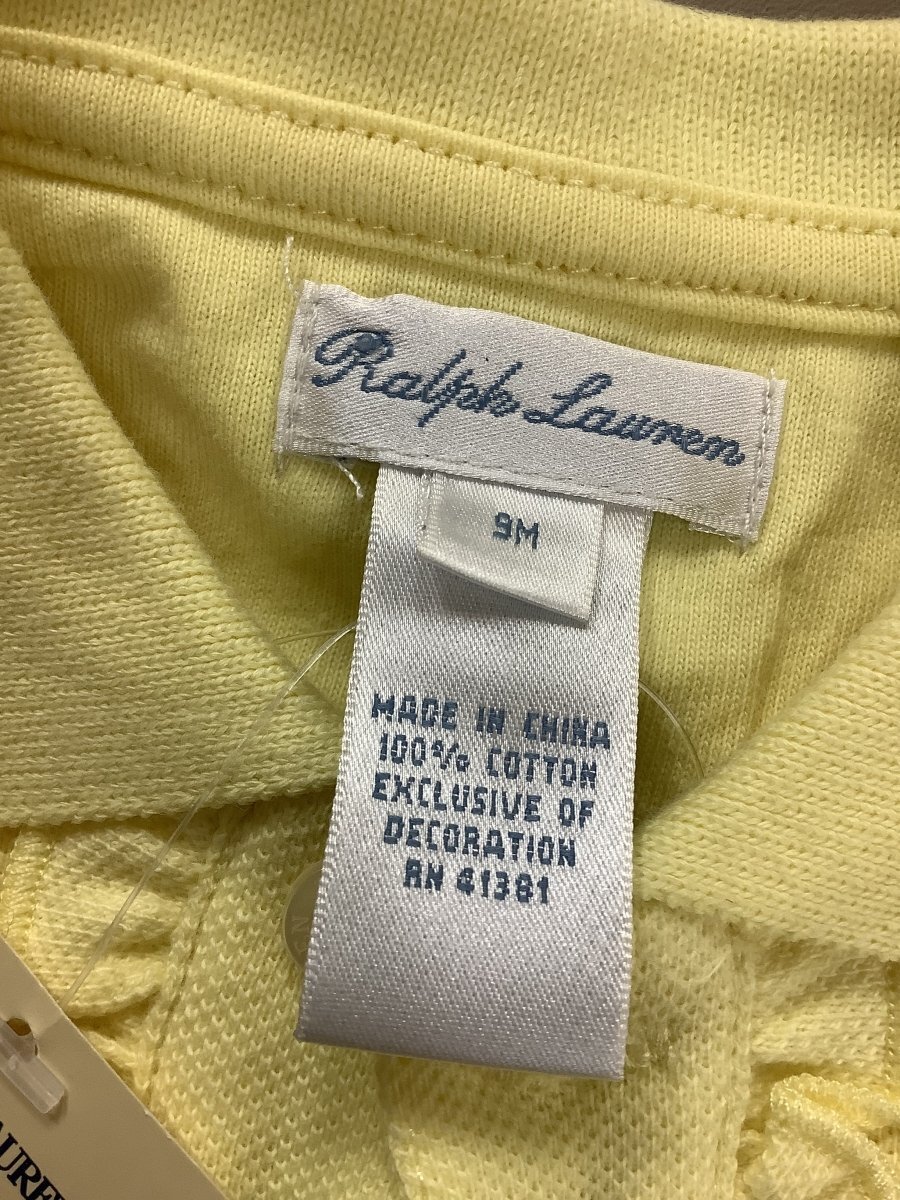 Ralph Lauren
9M
MADE IN CHINA
100% COTTON
EXCLUSIVE OF
DECORATION
RN 41381